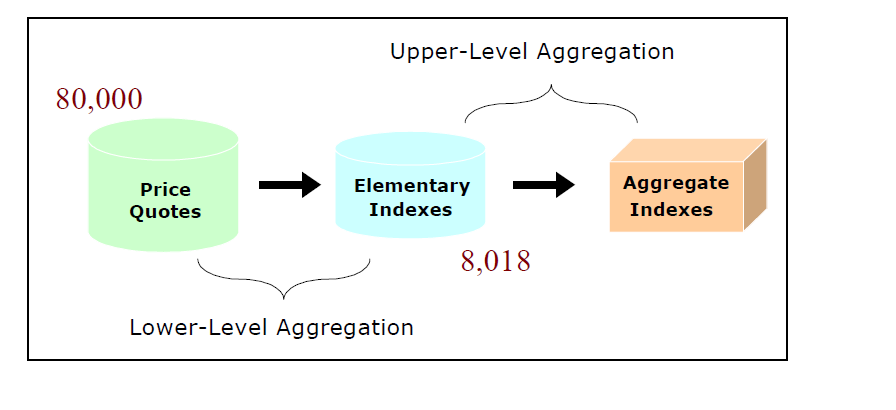 Upper-Level Aggregation
80,000
Price
Quotes
Elementary
Indexes
Aggregate
Indexes
8,018
Lower-Level Aggregation